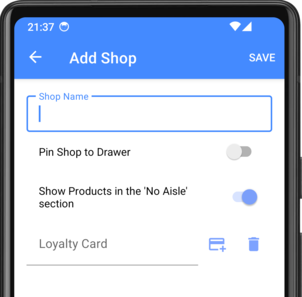 21:37
Add Shop
SAVE
Shop Name
Pin Shop to Drawer
Show Products in the 'No Aisle'
section
Loyalty Card